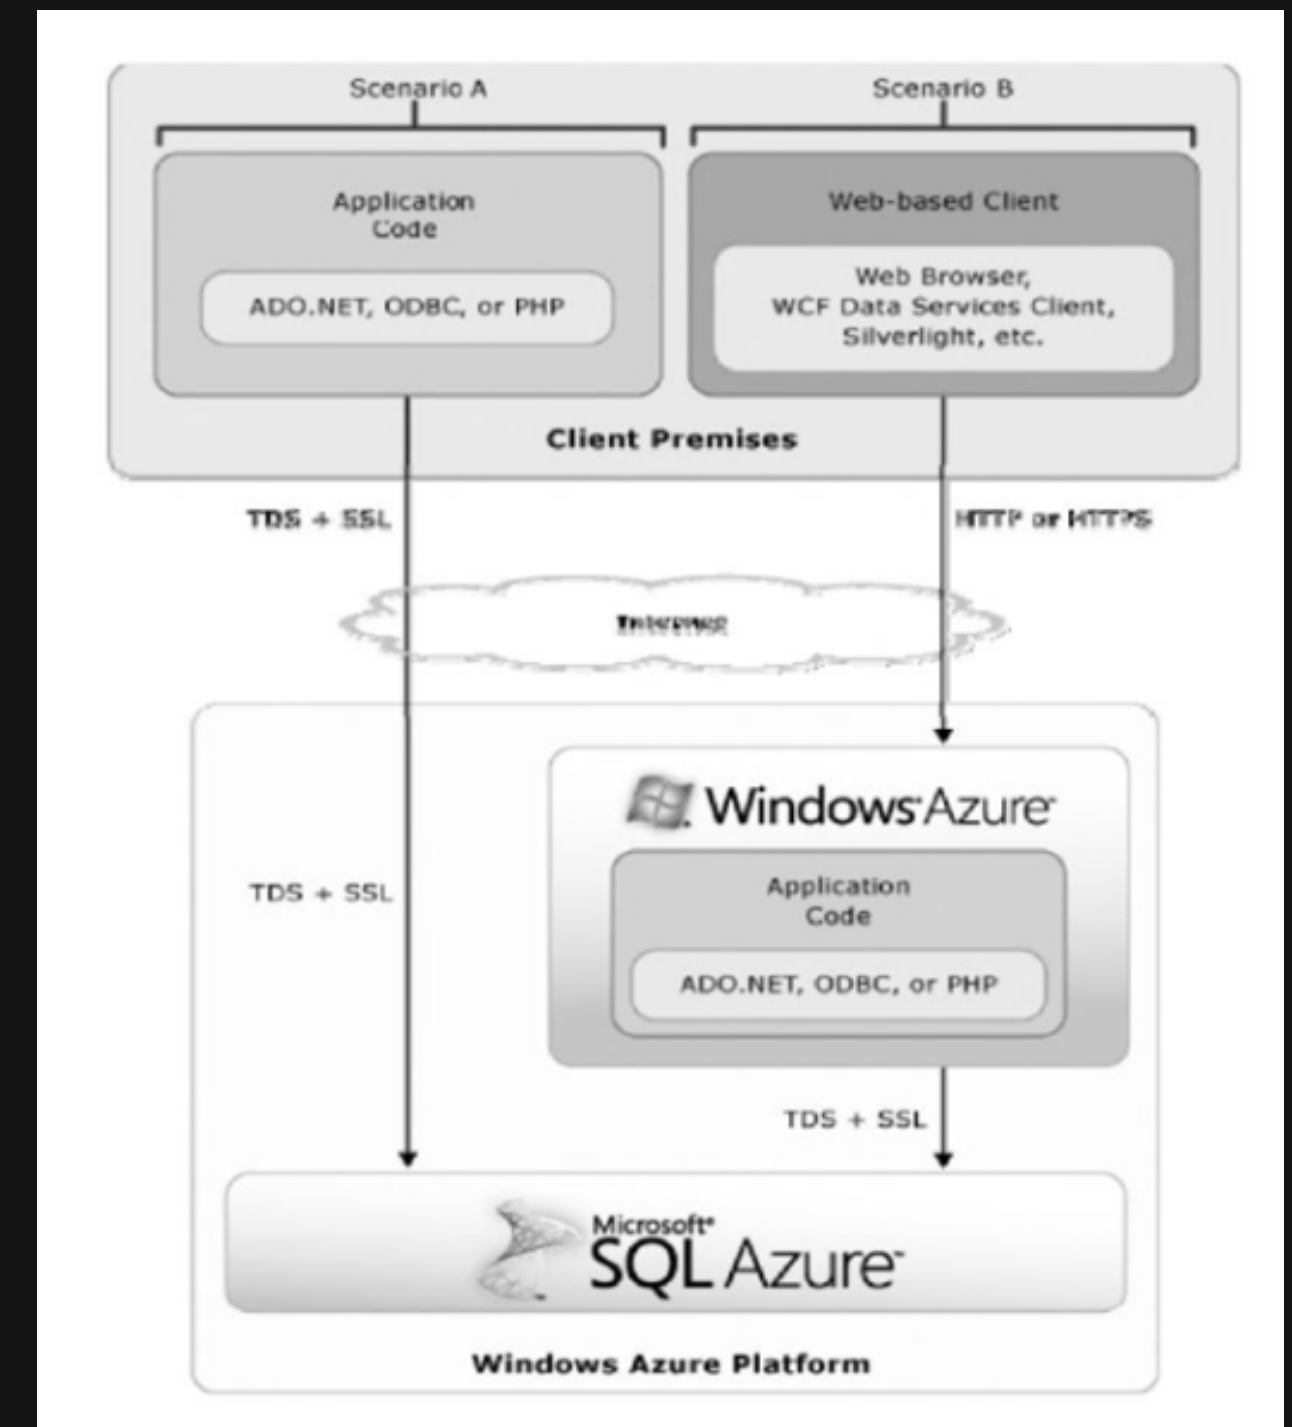 Scenario A
Scenario B
Application
Code
ADO.NET, ODBC, or PHP
Web-based Client
Web Browser,
WCF Data Services Client,
Silverlight, etc.
Client Premises
TDS + SSL
HTTP or HTTPS
Internet
Windows Azure
Application
Code
ADO.NET, ODBC, or PHP
TDS + SSL
TDS + SSL
Microsoft®
SQL Azure™
Windows Azure Platform